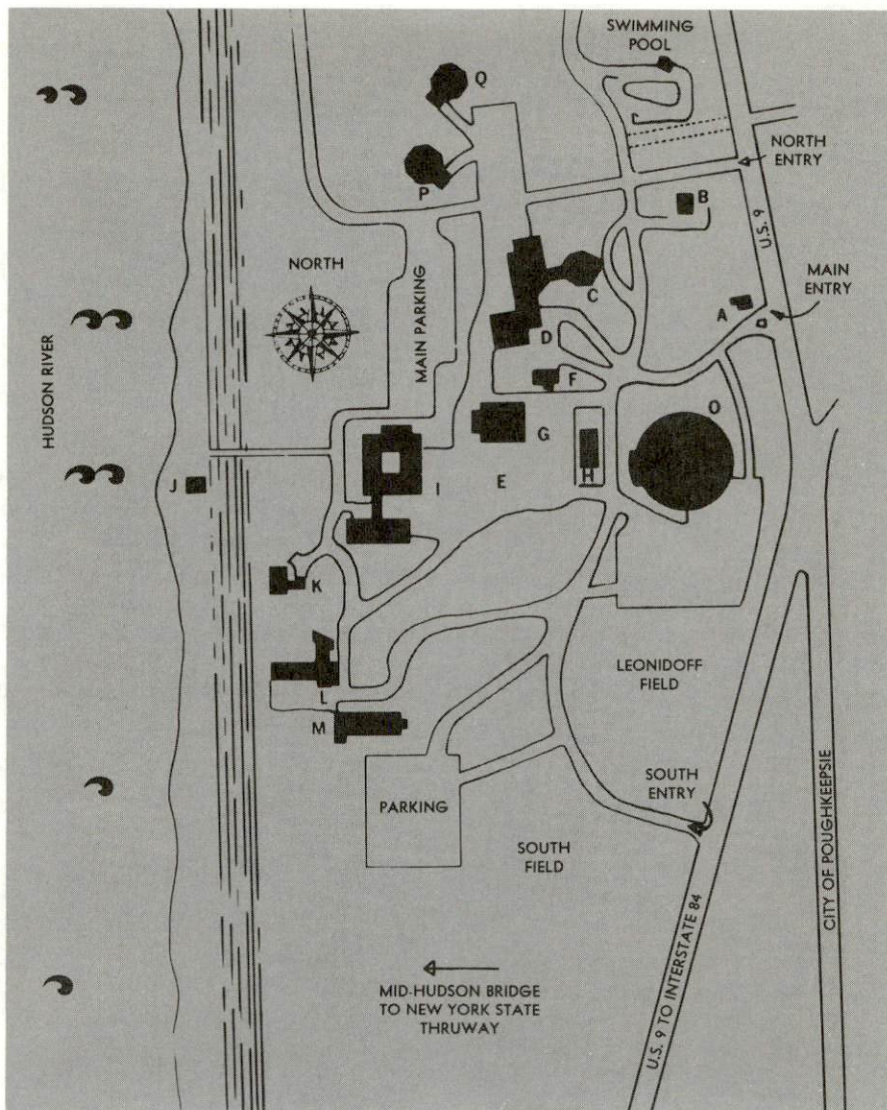 SWIMMING
POOL
Q
NORTH
ENTRY
P
B
U.S. 9
NORTH
MAIN
ENTRY
MAIN PARKING
C
A
HUDSON RIVER
D
F
O
G
H
J
I
E
K
LEONIDOFF
FIELD
L
M
SOUTH
ENTRY
PARKING
SOUTH
FIELD
CITY OF POUGHKEEPSIE
U.S. 9 TO INTERSTATE 84
MID-HUDSON BRIDGE
TO NEW YORK STATE
THRUWAY